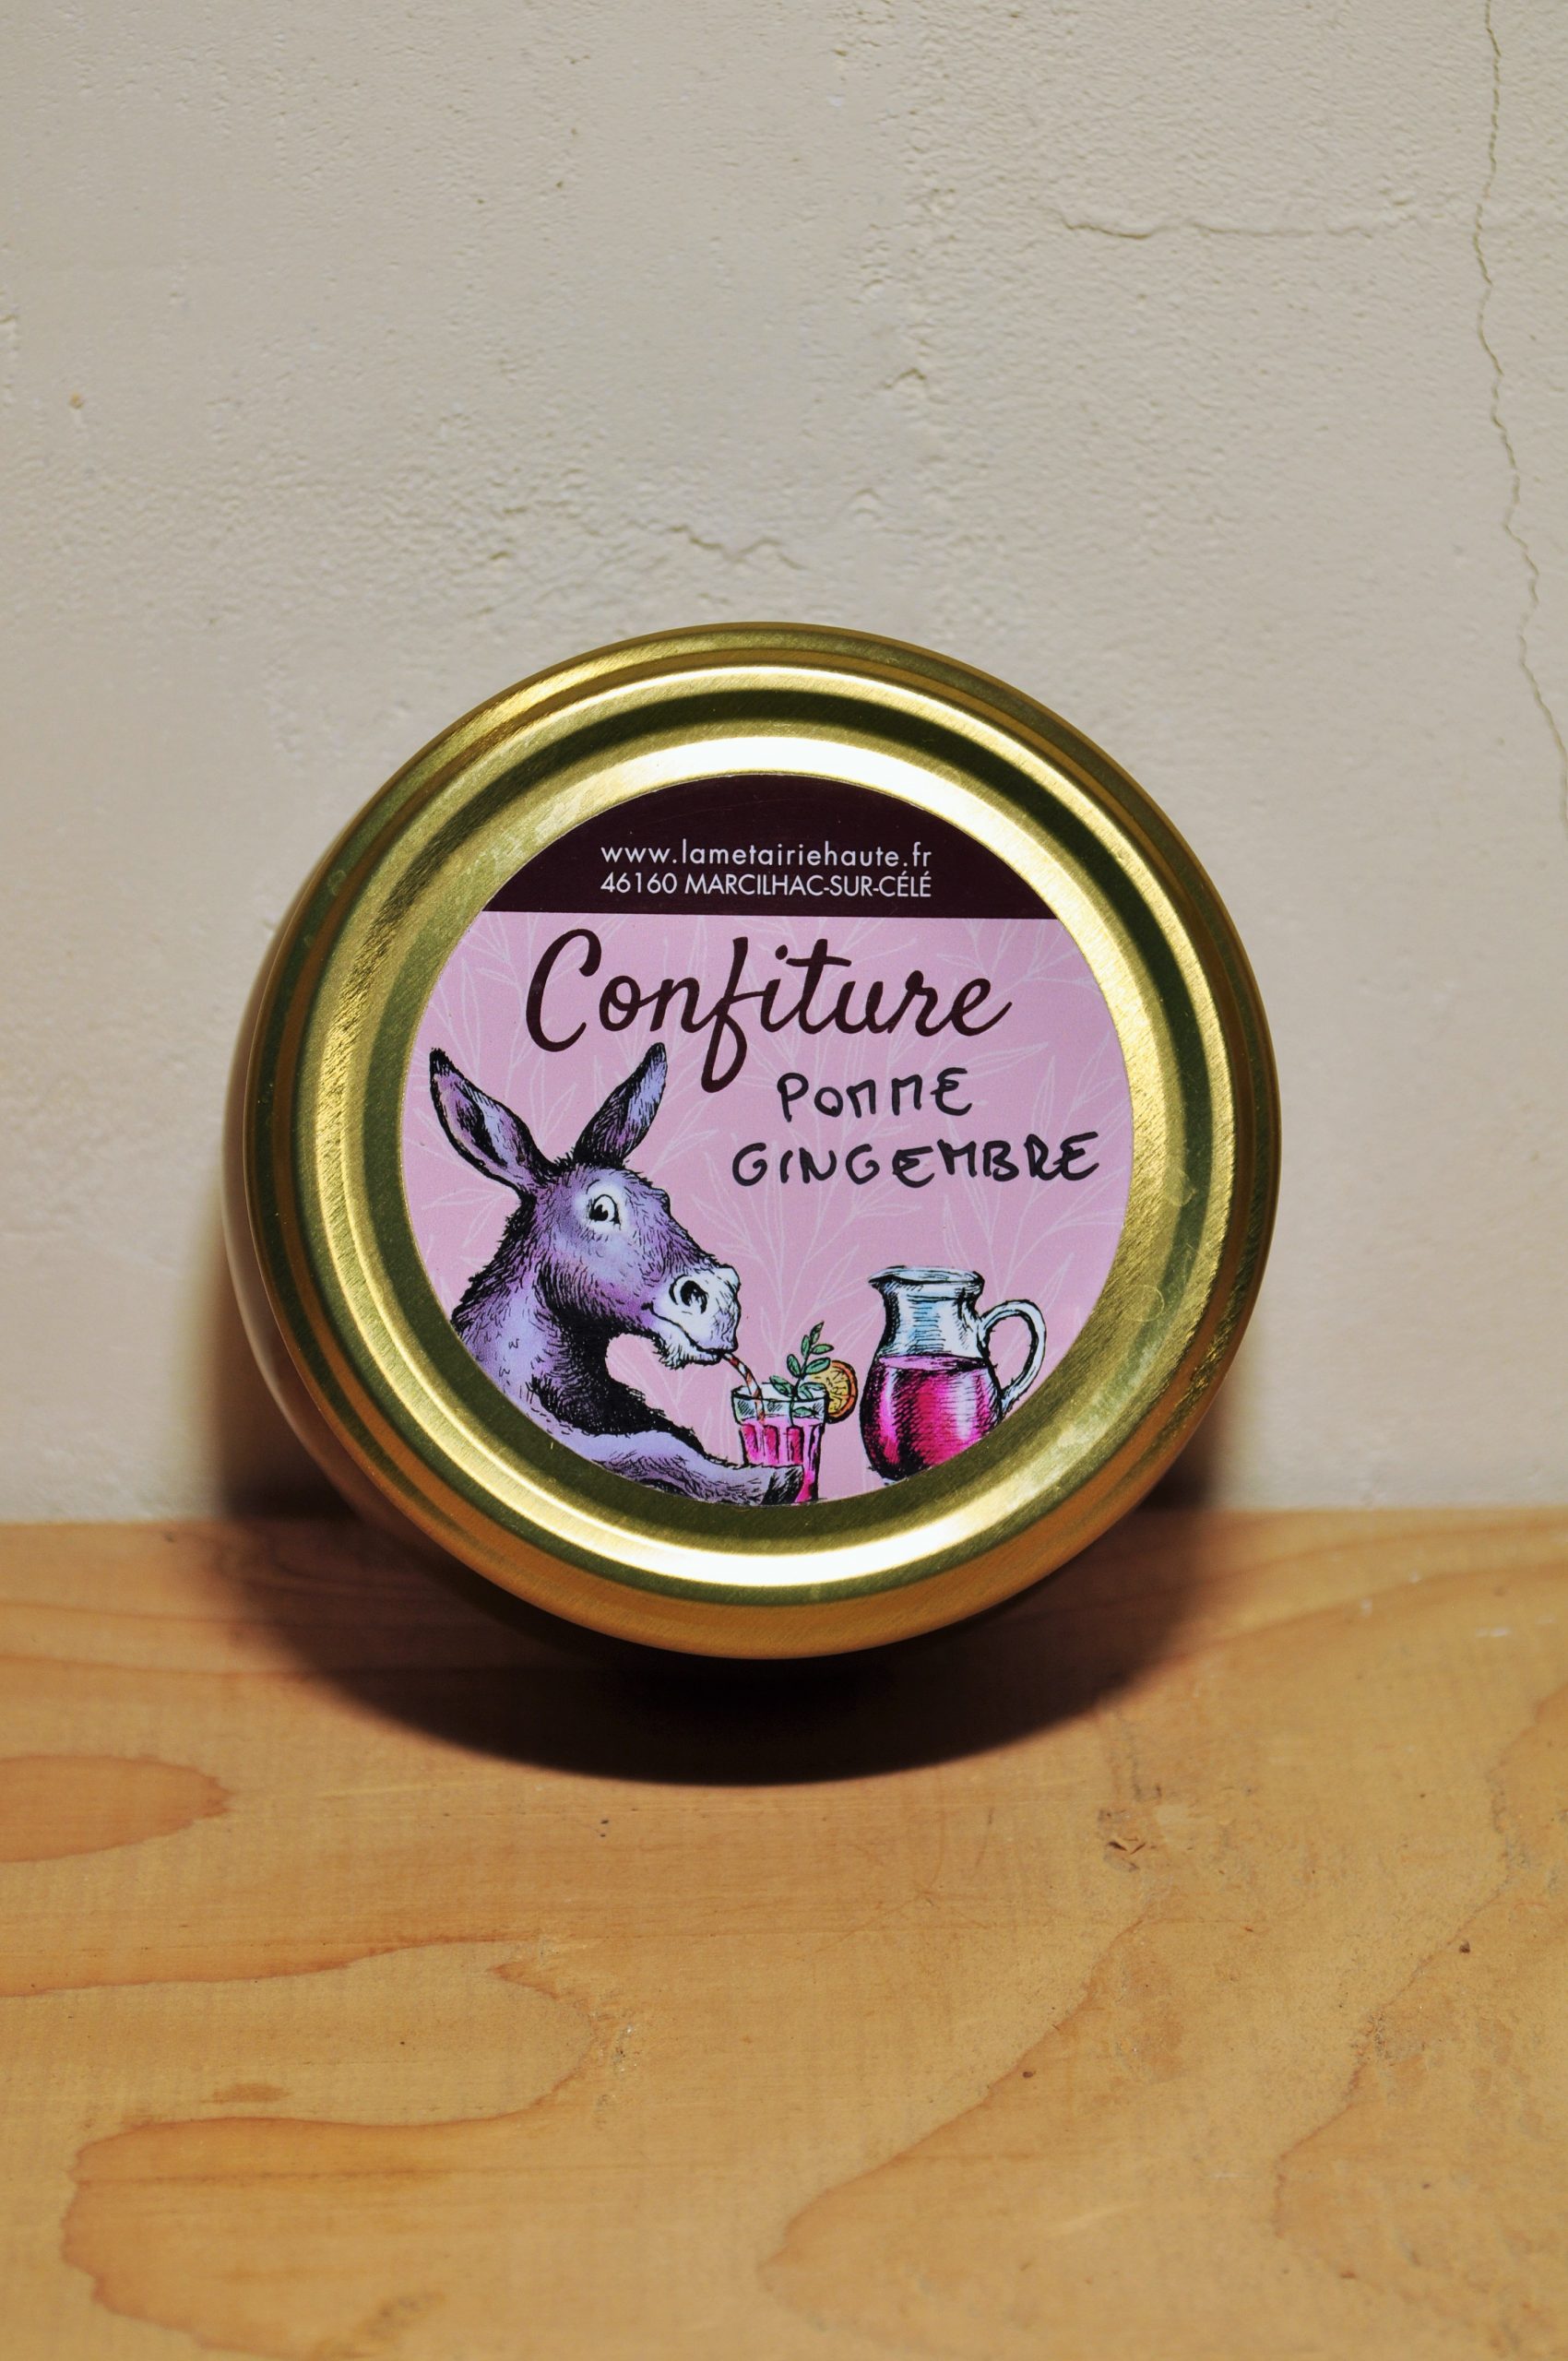 www.lametairiehaute.fr
46160 MARCILHAC-SUR-CÉLÉ
Confiture
POMME
GINGEMBRE